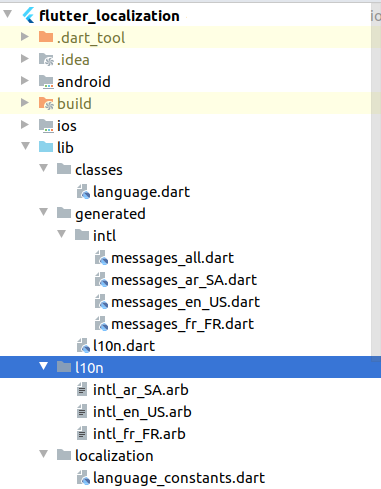 flutter_localization
.dart_tool
.idea
android
build
ios
lib
classes
language.dart
generated
intl
messages_all.dart
messages_ar_SA.dart
messages_en_US.dart
messages_fr_FR.dart
l10n.dart
l10n
intl_ar_SA.arb
intl_en_US.arb
intl_fr_FR.arb
localization
language_constants.dart